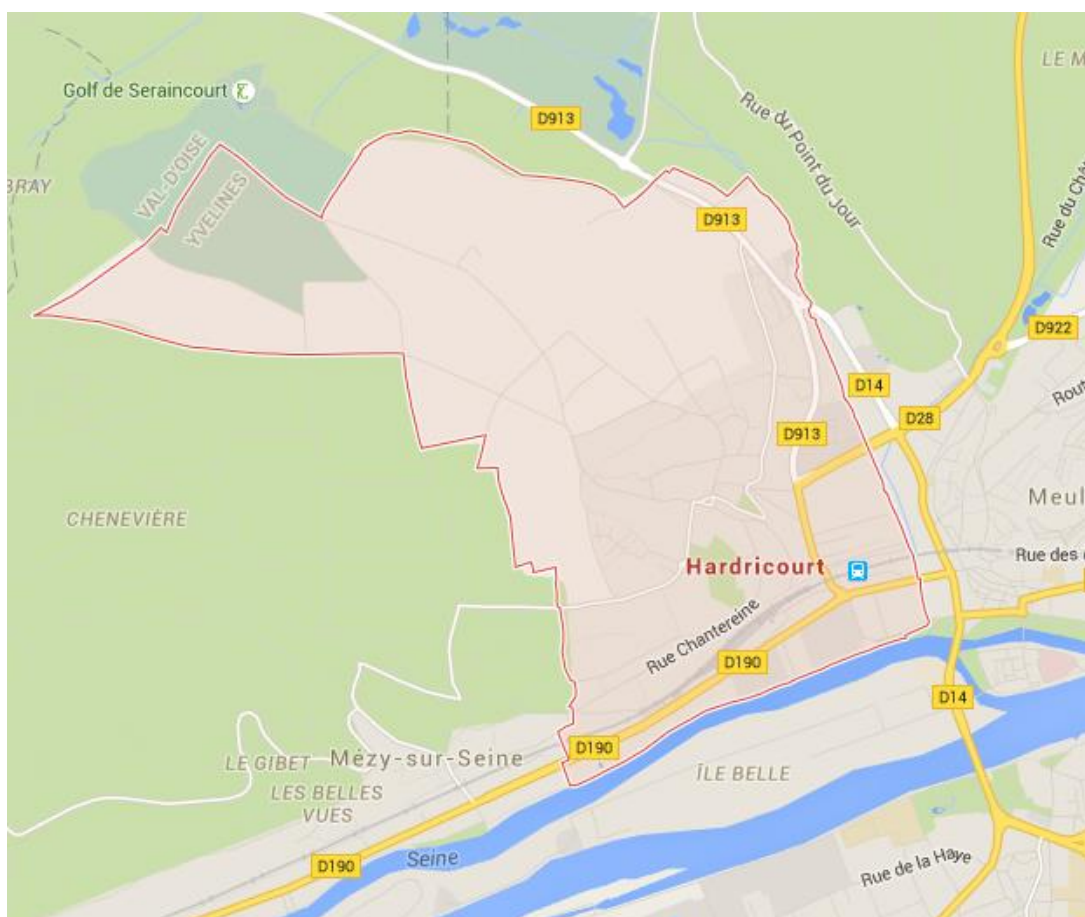 LE M
Golf de Seraincourt
D913
Rue du Point du Jour
BRAY
VAL-D'OISE
YVELINES
D913
Rue du Ch
D922
D14
Rout
D28
D913
CHENEVIÈRE
Meul
Hardricourt
Rue des
Rue Chantereine
D190
D14
D190
LE GIBET
Mézy-sur-Seine
ÎLE BELLE
LES BELLES
VUES
D190
Seine
Rue de la Haye